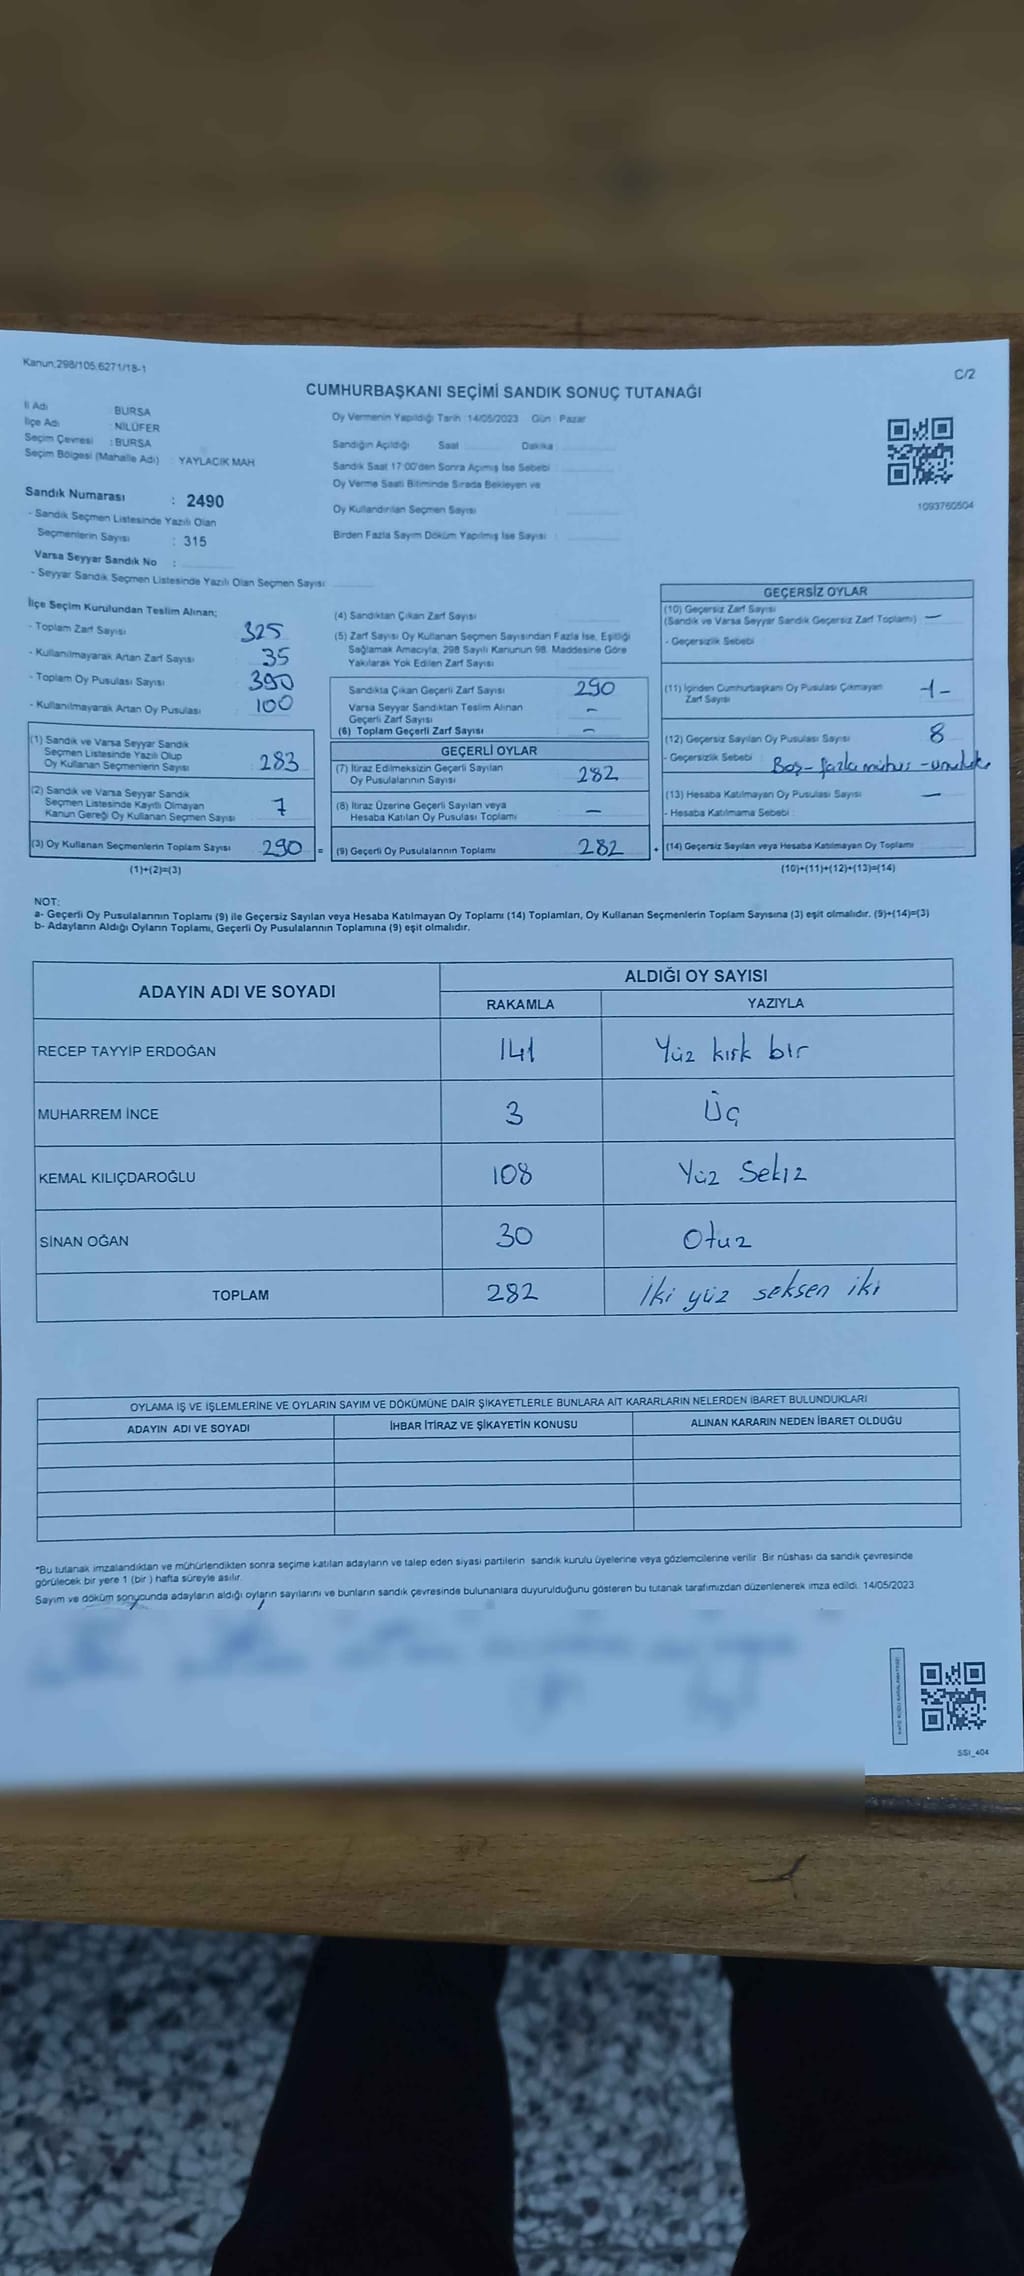 Kanun.298/105.6271/18-1
C/2
CUMHURBAŞKANI SEÇİMİ SANDIK SONUÇ TUTANAĞI
İl Adı : BURSA
İlçe Adı : NİLÜFER
Seçim Çevresi : BURSA
Seçim Bölgesi (Mahalle Adı) : YAYLACIK MAH
Sandık Numarası : 2490
- Sandık Seçmen Listesinde Yazılı Olan
Seçmenlerin Sayısı : 315
Varsa Seyyar Sandık No :
- Seyyar Sandık Seçmen Listesinde Yazılı Olan Seçmen Sayısı
Oy Vermenin Yapıldığı Tarih : 14/05/2023 Gün : Pazar
Sandığın Açıldığı Saat Dakika
Sandık Saat 17:00'den Sonra Açılmış İse Sebebi :
Oy Verme Saati Bitiminde Sırada Bekleyen ve
Oy Kullandırılan Seçmen Sayısı :
Birden Fazla Sayım Döküm Yapılmış İse Sayısı :
1093760504
İlçe Seçim Kurulundan Teslim Alınan;
- Toplam Zarf Sayısı 325
- Kullanılmayarak Artan Zarf Sayısı 35
- Toplam Oy Pusulası Sayısı 390
- Kullanılmayarak Artan Oy Pusulası 100
(1) Sandık ve Varsa Seyyar Sandık
Seçmen Listesinde Yazılı Olup
Oy Kullanan Seçmenlerin Sayısı 283
(2) Sandık ve Varsa Seyyar Sandık
Seçmen Listesinde Kayıtlı Olmayan
Kanun Gereği Oy Kullanan Seçmen Sayısı 7
(3) Oy Kullanan Seçmenlerin Toplam Sayısı 290 =
(1)+(2)=(3)
(4) Sandıktan Çıkan Zarf Sayısı
(5) Zarf Sayısı Oy Kullanan Seçmen Sayısından Fazla İse, Eşitliği
Sağlamak Amacıyla, 298 Sayılı Kanunun 98. Maddesine Göre
Yakılarak Yok Edilen Zarf Sayısı
Sandıkta Çıkan Geçerli Zarf Sayısı 290
Varsa Seyyar Sandıktan Teslim Alınan
Geçerli Zarf Sayısı -
(6) Toplam Geçerli Zarf Sayısı -
GEÇERLİ OYLAR
(7) İtiraz Edilmeksizin Geçerli Sayılan
Oy Pusulalarının Sayısı 282
(8) İtiraz Üzerine Geçerli Sayılan veya
Hesaba Katılan Oy Pusulası Toplamı -
(9) Geçerli Oy Pusulalarının Toplamı 282 +
GEÇERSİZ OYLAR
(10) Geçersiz Zarf Sayısı
(Sandık ve Varsa Seyyar Sandık Geçersiz Zarf Toplamı) -
- Geçersizlik Sebebi
(11) İçinden Cumhurbaşkanı Oy Pusulası Çıkmayan
Zarf Sayısı -1-
(12) Geçersiz Sayılan Oy Pusulası Sayısı 8
- Geçersizlik Sebebi : Boş - fazla mühür -
(13) Hesaba Katılmayan Oy Pusulası Sayısı -
- Hesaba Katılmama Sebebi :
(14) Geçersiz Sayılan veya Hesaba Katılmayan Oy Toplamı
(10)+(11)+(12)+(13)=(14)
NOT:
a- Geçerli Oy Pusulalarının Toplamı (9) ile Geçersiz Sayılan veya Hesaba Katılmayan Oy Toplamı (14) Toplamları, Oy Kullanan Seçmenlerin Toplam Sayısına (3) eşit olmalıdır. (9)+(14)=(3)
b- Adayların Aldığı Oyların Toplamı, Geçerli Oy Pusulalarının Toplamına (9) eşit olmalıdır.
ADAYIN ADI VE SOYADI
ALDIĞI OY SAYISI
RAKAMLA YAZIYLA
RECEP TAYYİP ERDOĞAN 141 Yüz kırk bir
MUHARREM İNCE 3 Üç
KEMAL KILIÇDAROĞLU 108 Yüz Sekiz
SİNAN OĞAN 30 Otuz
TOPLAM 282 İki yüz seksen iki
OYLAMA İŞ VE İŞLEMLERİNE VE OYLARIN SAYIM VE DÖKÜMÜNE DAİR ŞİKAYETLERLE BUNLARA AİT KARARLARIN NELERDEN İBARET BULUNDUKLARI
ADAYIN ADI VE SOYADI İHBAR İTİRAZ VE ŞİKAYETİN KONUSU ALINAN KARARIN NEDEN İBARET OLDUĞU
*Bu tutanak imzalandıktan ve mühürlendikten sonra seçime katılan adayların ve talep eden siyasi partilerin sandık kurulu üyelerine veya gözlemcilerine verilir. Bir nüshası da sandık çevresinde
görülecek bir yere 1 (bir) hafta süreyle asılır.
Sayım ve döküm sonucunda adayların aldığı oyların sayılarını ve bunların sandık çevresinde bulunanlara duyurulduğunu gösteren bu tutanak tarafımızdan düzenlenerek imza edildi. 14/05/2023
SSI_404